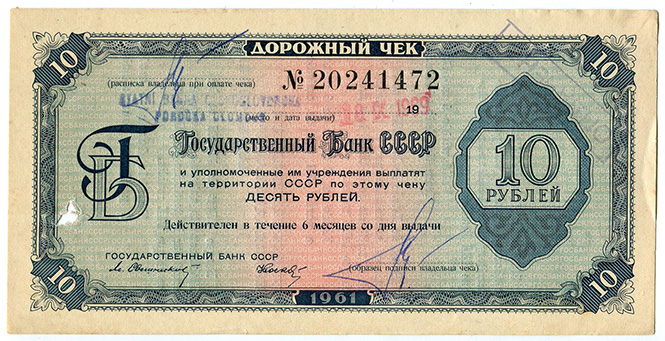 ДОРОЖНЫЙ ЧЕК
10
10
(расписка владельца при оплате чека)
№ 20241472
19
(место и дата выдачи)
ГБ
Государственный Банк СССР
и уполномоченные им учреждения выплатят
на территории СССР по этому чеку
ДЕСЯТЬ РУБЛЕЙ.
10
РУБЛЕЙ
Действителен в течение 6 месяцев со дня выдачи
ГОСУДАРСТВЕННЫЙ БАНК СССР
(образец подписи владельца чека)
10
1961
10